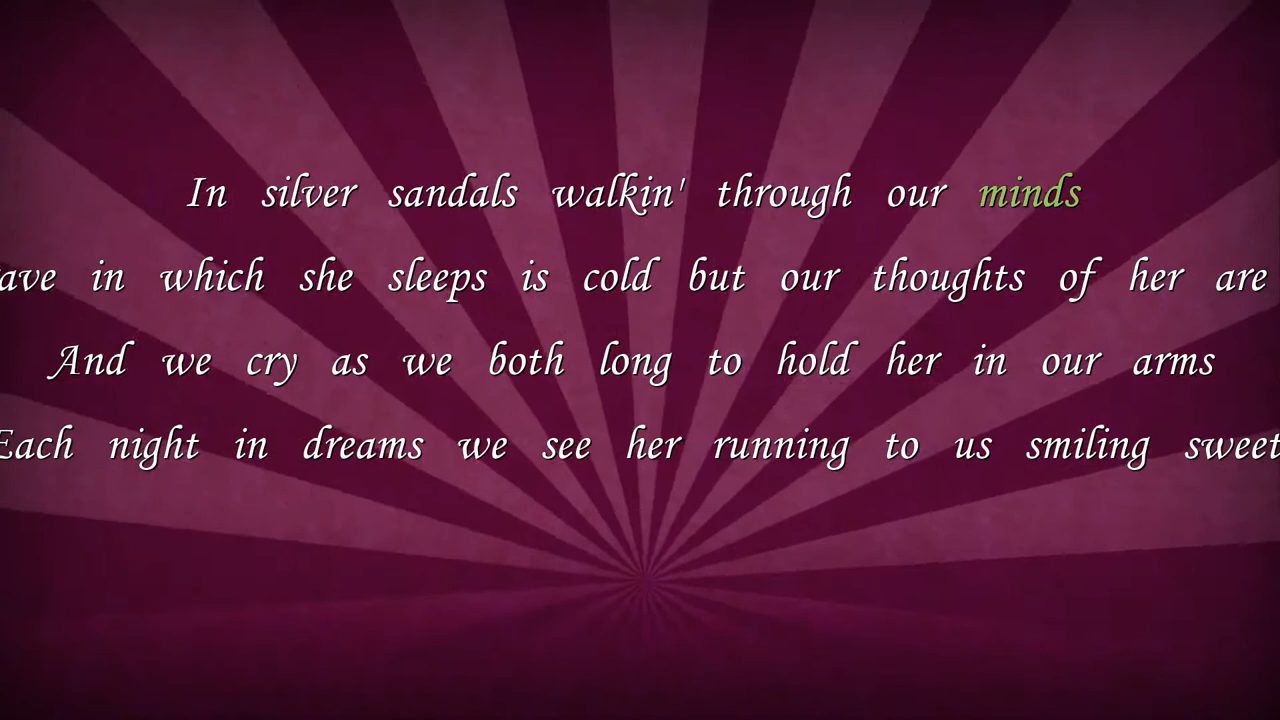 In silver sandals walkin' through our minds
ave in which she sleeps is cold but our thoughts of her are
And we cry as we both long to hold her in our arms
Each night in dreams we see her running to us smiling sweet